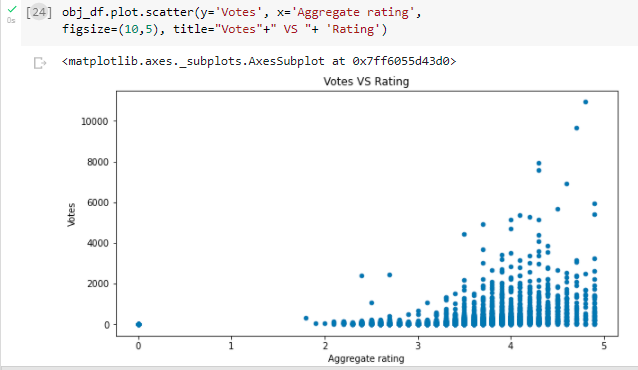 [24] obj_df.plot.scatter(y='Votes', x='Aggregate rating',
figsize=(10,5), title="Votes"+" VS "+ 'Rating')
0s
<matplotlib.axes._subplots.AxesSubplot at 0x7ff6055d43d0>
Votes VS Rating
10000
8000
6000
4000
2000
0
Votes
0 1 2 3 4 5
Aggregate rating